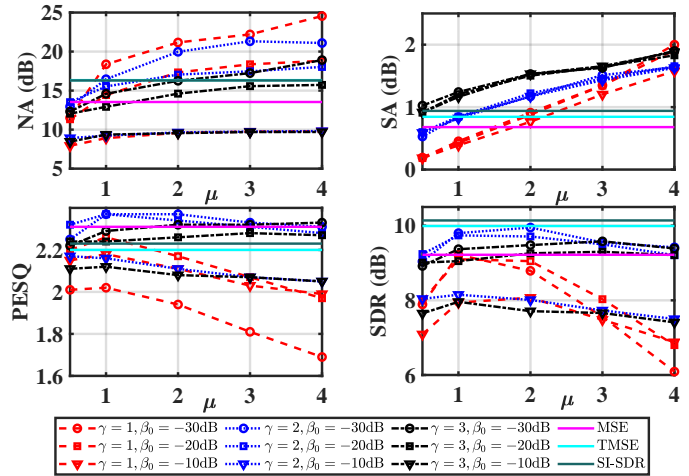 25
20
15
10
5
NA (dB)
1 μ 2 3 4
2
1
0
SA (dB)
1 μ 2 3 4
2.2
2
1.8
1.6
PESQ
1 2 μ 3 4
10
8
6
SDR (dB)
1 2 μ 3 4
γ = 1, β₀ = −30dB γ = 2, β₀ = −30dB γ = 3, β₀ = −30dB MSE
γ = 1, β₀ = −20dB γ = 2, β₀ = −20dB γ = 3, β₀ = −20dB TMSE
γ = 1, β₀ = −10dB γ = 2, β₀ = −10dB γ = 3, β₀ = −10dB SI-SDR